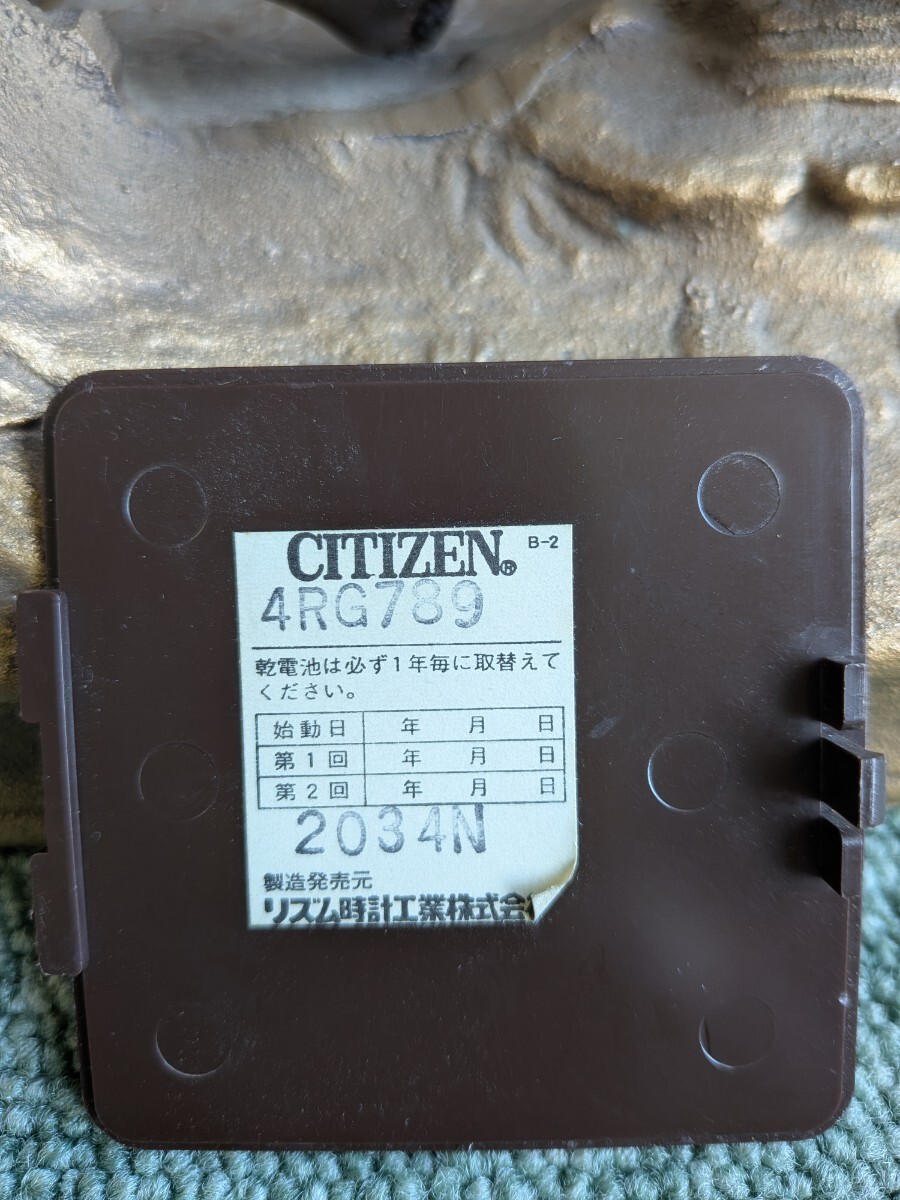 CITIZEN® B-2
4RG789
乾電池は必ず1年毎に取替えて
ください。
始動日 年 月 日
第1回 年 月 日
第2回 年 月 日
2034N
製造発売元
リズム時計工業株式会